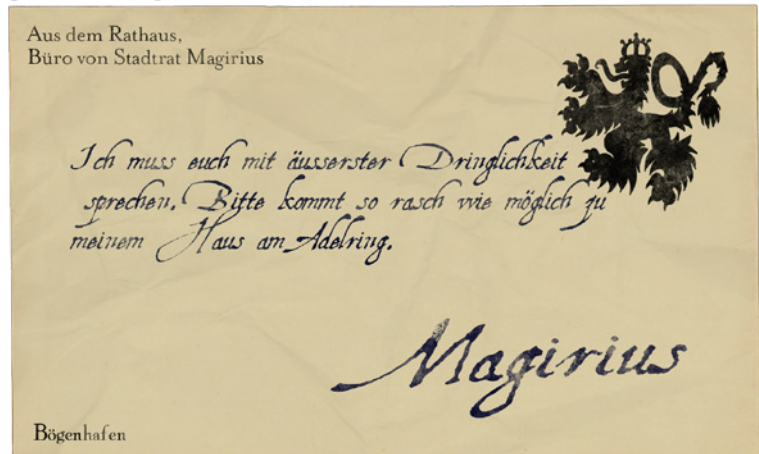 Aus dem Rathaus,
Büro von Stadtrat Magirius
Ich muss euch mit äusserster Dringlichkeit
sprechen. Bitte kommt so rasch wie möglich zu
meinem Haus am Adelring.
Magirius
Bögenhafen